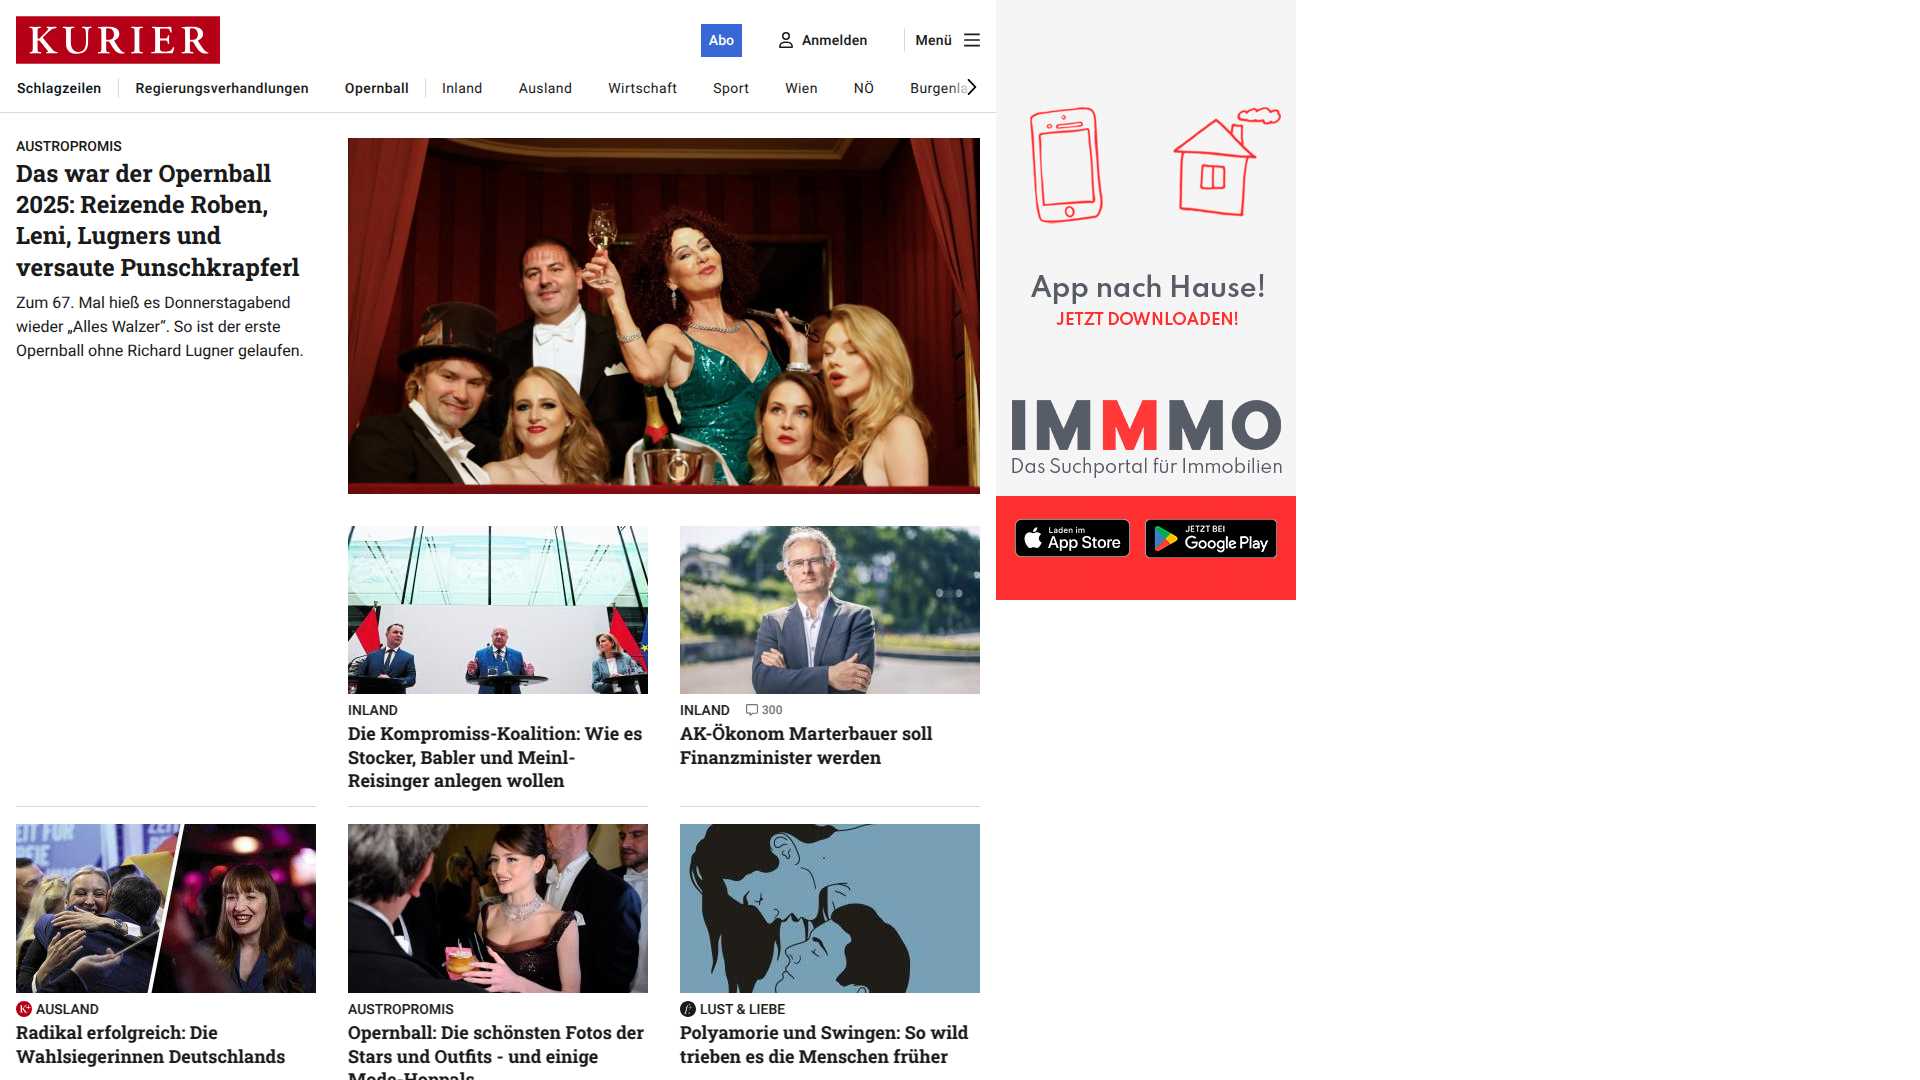 KURIER
Abo
Anmelden
Menü
Schlagzeilen
Regierungsverhandlungen
Opernball
Inland
Ausland
Wirtschaft
Sport
Wien
NÖ
AUSTROPROMIS
Das war der Opernball
2025: Reizende Roben,
Leni, Lugners und
versaute Punschkrapferl
Zum 67. Mal hieß es Donnerstagabend
wieder „Alles Walzer“. So ist der erste
Opernball ohne Richard Lugner gelaufen.
INLAND
Die Kompromiss-Koalition: Wie es
Stocker, Babler und Meinl-
Reisinger anlegen wollen
INLAND 300
AK-Ökonom Marterbauer soll
Finanzminister werden
AUSLAND
Radikal erfolgreich: Die
Wahlsiegerinnen Deutschlands
AUSTROPROMIS
Opernball: Die schönsten Fotos der
Stars und Outfits - und einige
Mode-Hoppalas
LUST & LIEBE
Polyamorie und Swingen: So wild
trieben es die Menschen früher
App nach Hause!
JETZT DOWNLOADEN!
IMMMO
Das Suchportal für Immobilien
Laden im
App Store
JETZT BEI
Google Play